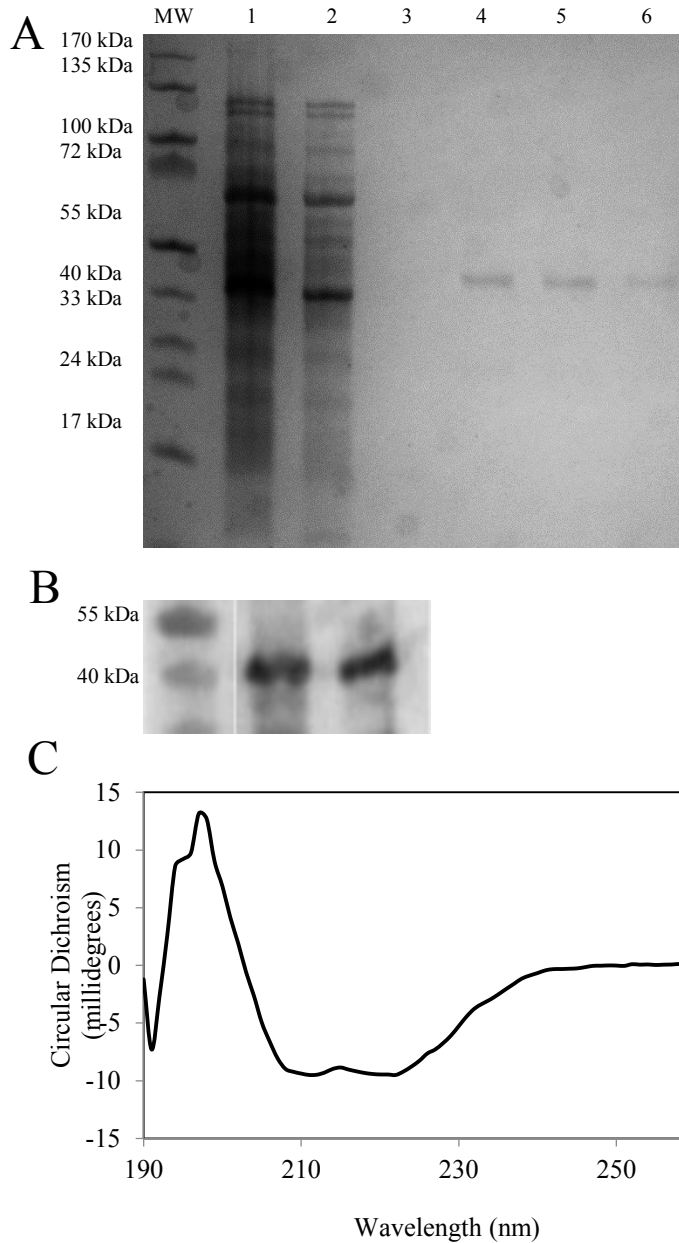 A
MW 1 2 3 4 5 6
170 kDa
135 kDa
100 kDa
72 kDa
55 kDa
40 kDa
33 kDa
24 kDa
17 kDa
B
55 kDa
40 kDa
C
Circular Dichroism
(millidegrees)
15
10
5
0
-5
-10
-15
190 210 230 250
Wavelength (nm)